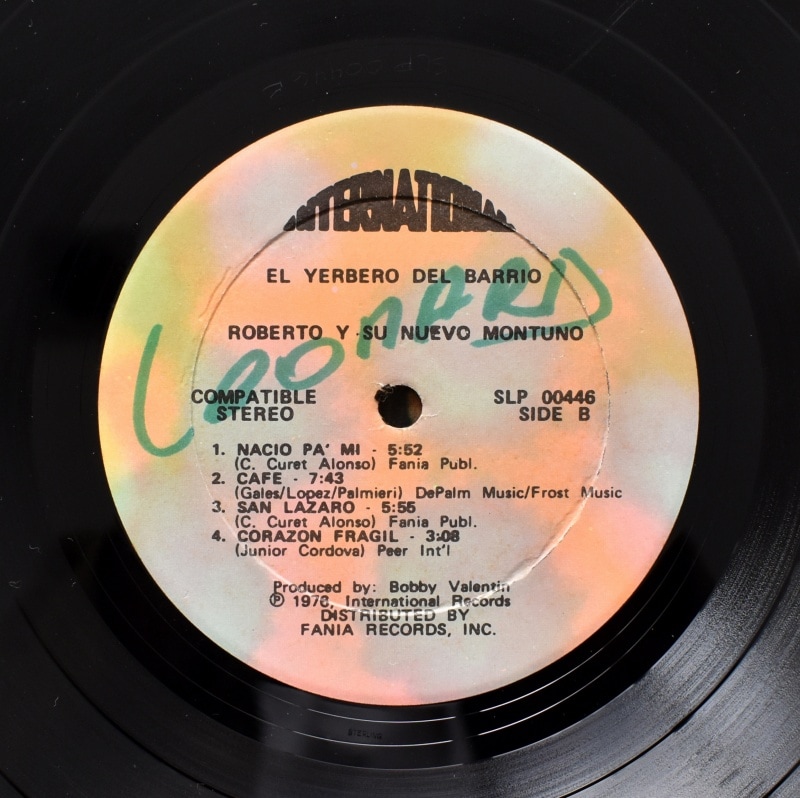 INTERNATIONAL
EL YERBERO DEL BARRIO
ROBERTO Y SU NUEVO MONTUNO
COMPATIBLE STEREO
SLP 00446
SIDE B
1. NACIO PA' MI - 5:52
(C. Curet Alonso) Fania Publ.
2. CAFE - 7:43
(Gales/Lopez/Palmieri) DePalm Music/Frost Music
3. SAN LAZARO - 5:55
(C. Curet Alonso) Fania Publ.
4. CORAZON FRAGIL - 3:08
(Junior Cordova) Peer Int'l
Produced by: Bobby Valentin
℗ 1976, International Records
DISTRIBUTED BY
FANIA RECORDS, INC.
STERLING